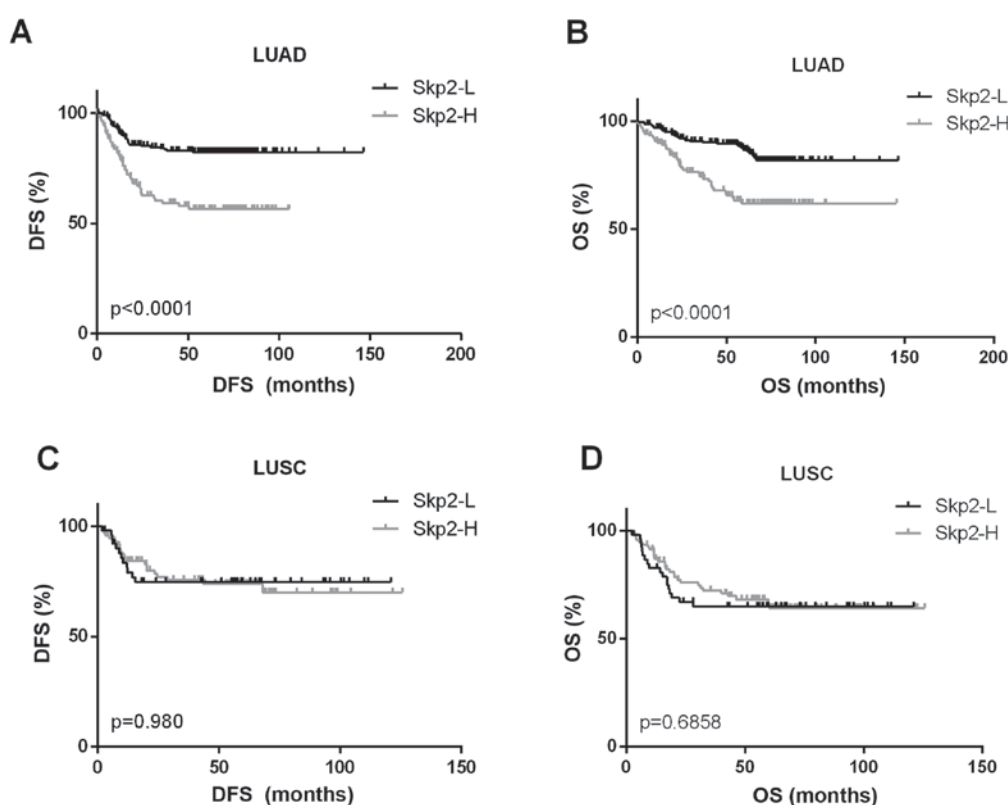 A
LUAD
Skp2-L
Skp2-H
100
50
0
DFS (%)
p<0.0001
0 50 100 150 200
DFS (months)
B
LUAD
Skp2-L
Skp2-H
100
50
0
OS (%)
p<0.0001
0 50 100 150 200
OS (months)
C
LUSC
Skp2-L
Skp2-H
100
50
0
DFS (%)
p=0.980
0 50 100 150
DFS (months)
D
LUSC
Skp2-L
Skp2-H
100
50
0
OS (%)
p=0.6858
0 50 100 150
OS (months)